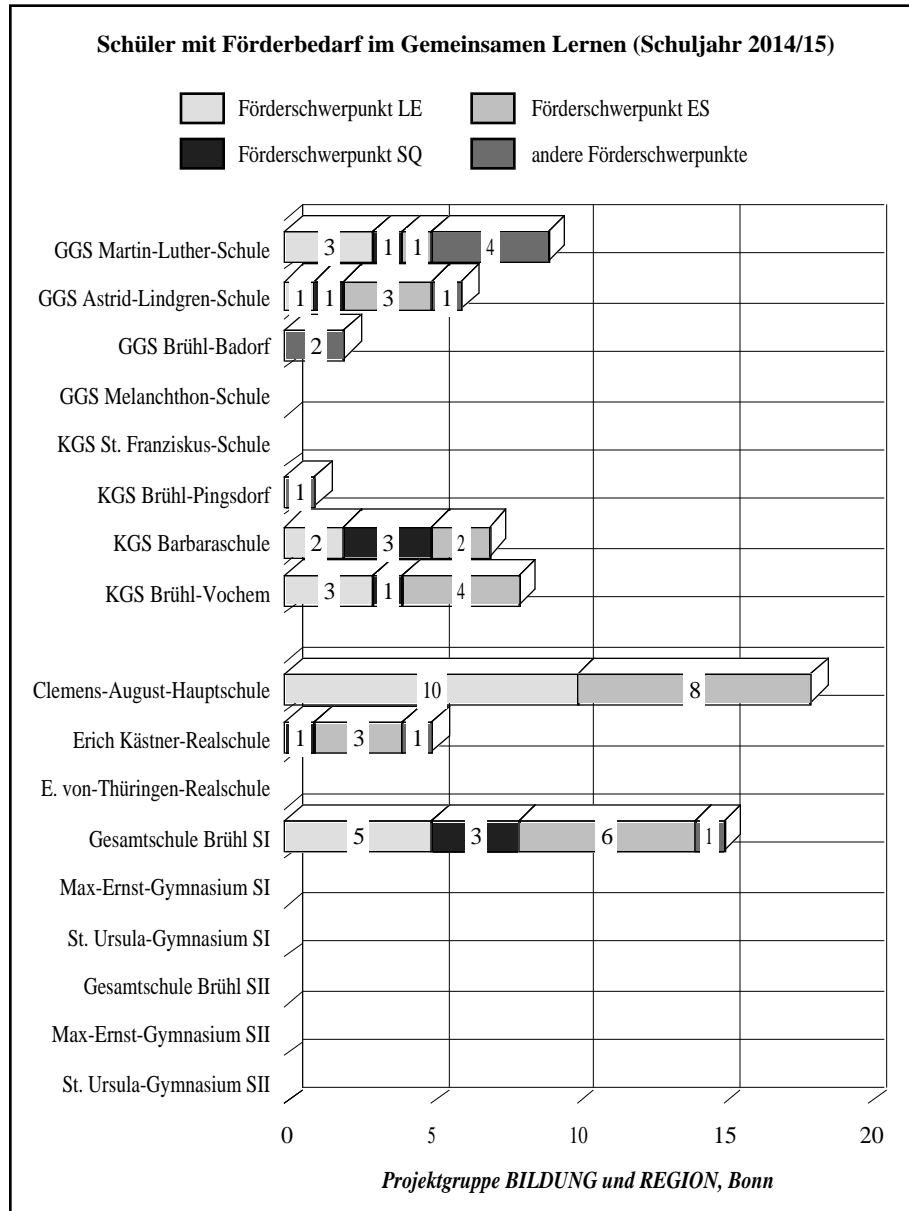 Schüler mit Förderbedarf im Gemeinsamen Lernen (Schuljahr 2014/15)
Förderschwerpunkt LE
Förderschwerpunkt ES
Förderschwerpunkt SQ
andere Förderschwerpunkte
GGS Martin-Luther-Schule 3 1 1 4
GGS Astrid-Lindgren-Schule 1 1 3 1
GGS Brühl-Badorf 2
GGS Melanchthon-Schule
KGS St. Franziskus-Schule
KGS Brühl-Pingsdorf 1
KGS Barbaraschule 2 3 2
KGS Brühl-Vochem 3 1 4
Clemens-August-Hauptschule 10 8
Erich Kästner-Realschule 1 3 1
E. von-Thüringen-Realschule
Gesamtschule Brühl SI 5 3 6 1
Max-Ernst-Gymnasium SI
St. Ursula-Gymnasium SI
Gesamtschule Brühl SII
Max-Ernst-Gymnasium SII
St. Ursula-Gymnasium SII
0 5 10 15 20
Projektgruppe BILDUNG und REGION, Bonn